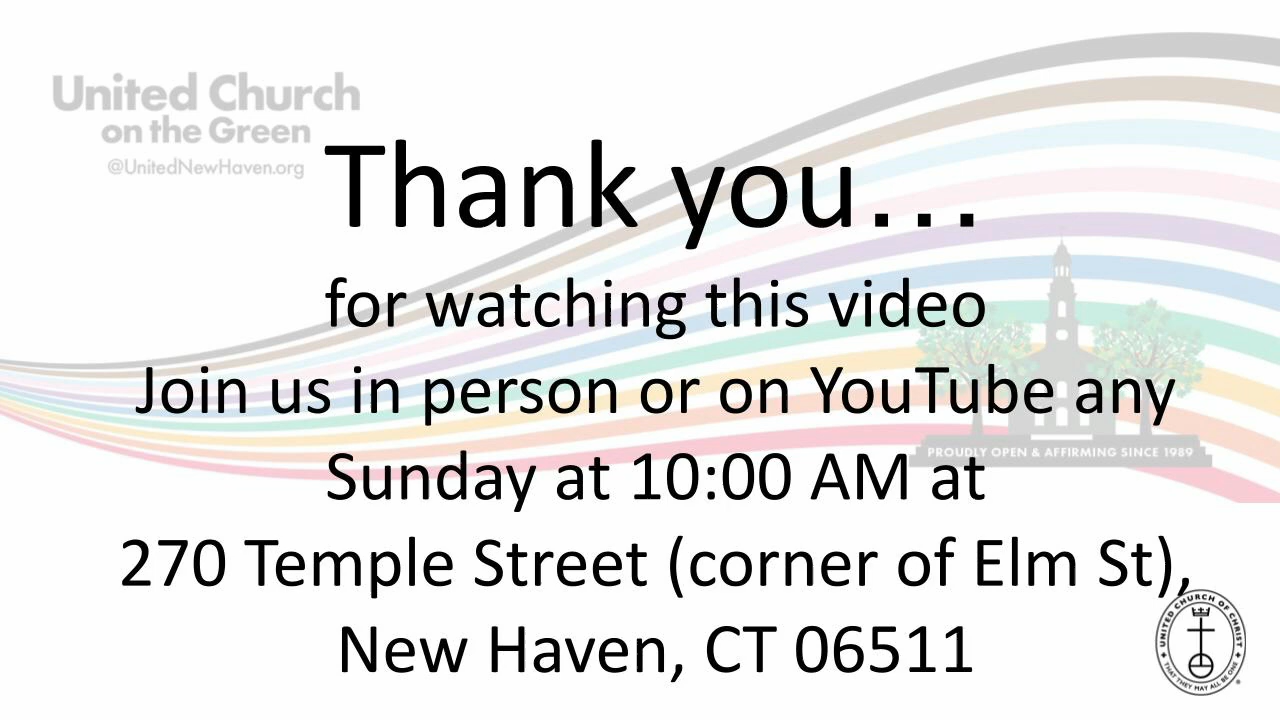 United Church
on the Green
@UnitedNewHaven.org
Thank you…
for watching this video
Join us in person or on YouTube any
Sunday at 10:00 AM at
PROUDLY OPEN & AFFIRMING SINCE 1989
270 Temple Street (corner of Elm St),
New Haven, CT 06511
UNITED CHURCH OF CHRIST
THAT THEY MAY ALL BE ONE
®